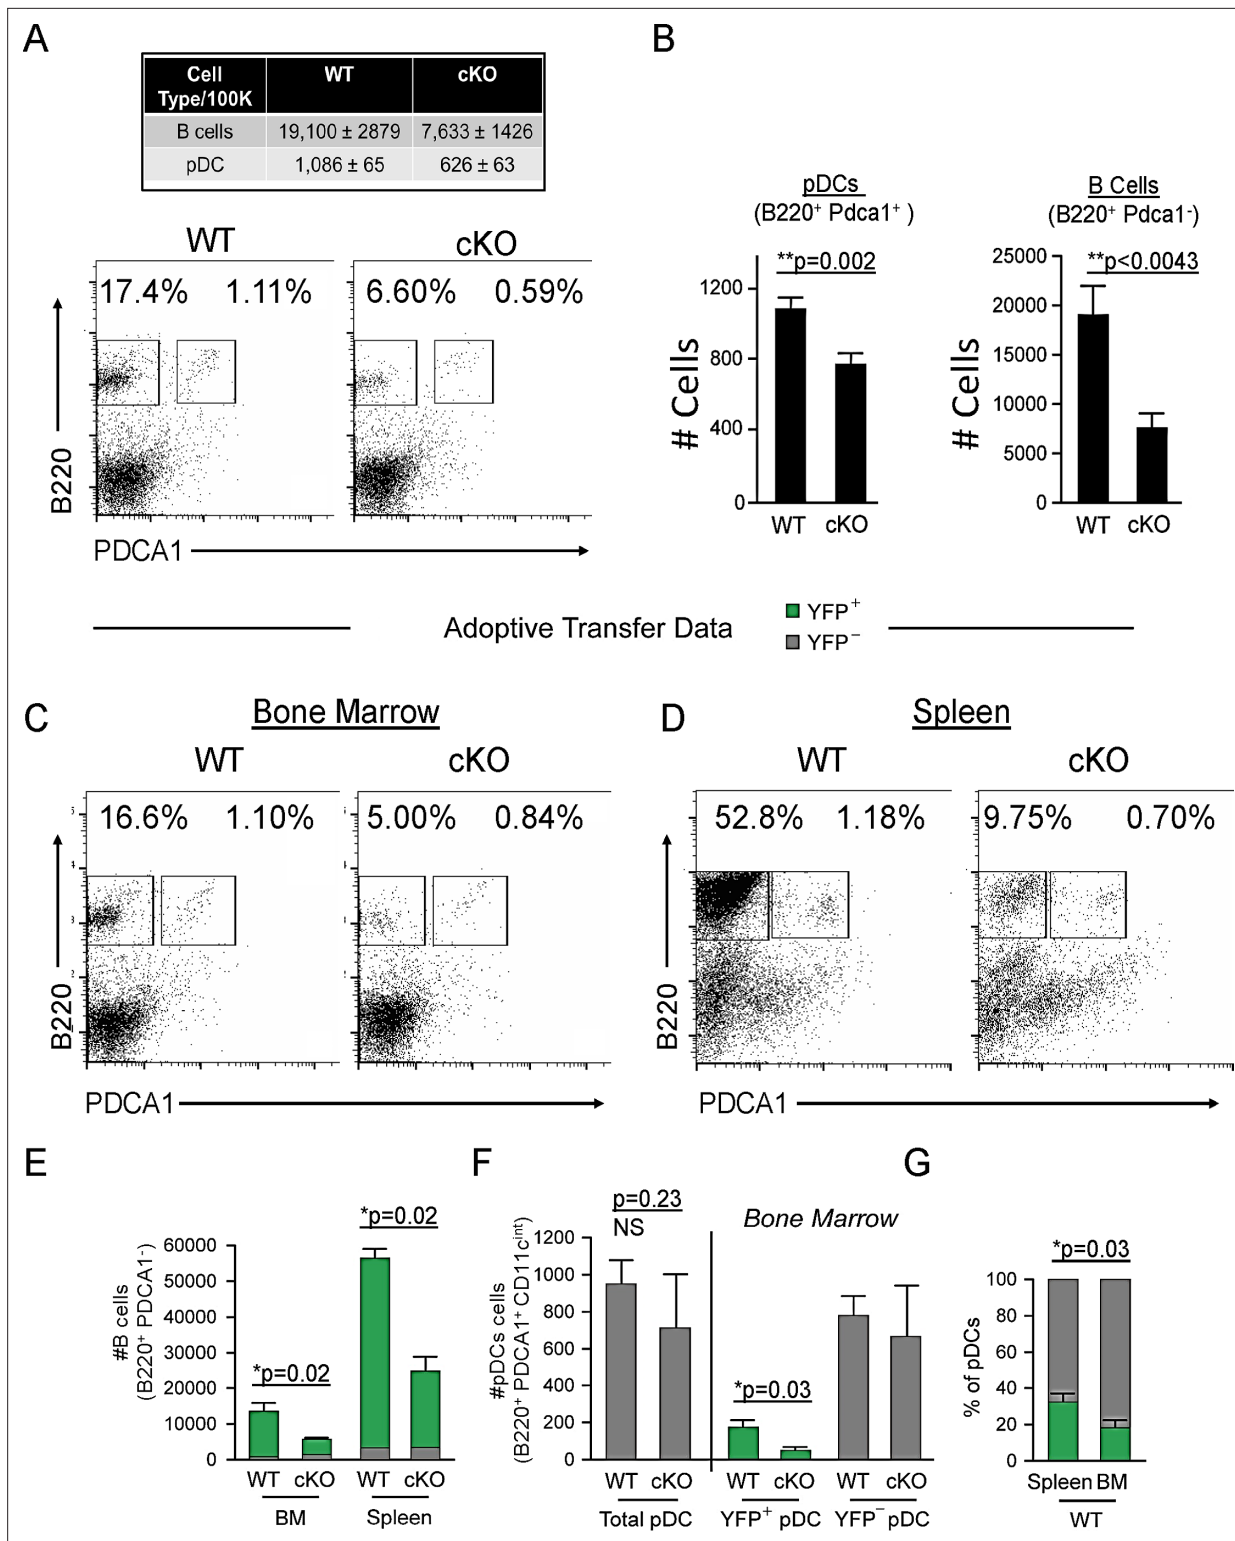 A
Cell Type/100K WT cKO
B cells 19,100 ± 2879 7,633 ± 1426
pDC 1,086 ± 65 626 ± 63
WT cKO
17.4% 1.11% 6.60% 0.59%
B220
PDCA1
B
pDCs
(B220⁺ Pdca1⁺ )
**p=0.002
# Cells
1200
800
400
0
WT cKO
B Cells
(B220⁺ Pdca1⁻)
**p<0.0043
# Cells
25000
20000
15000
10000
5000
0
WT cKO
Adoptive Transfer Data
YFP⁺
YFP⁻
C
Bone Marrow
WT cKO
16.6% 1.10% 5.00% 0.84%
B2220
PDCA1
D
Spleen
WT cKO
52.8% 1.18% 9.75% 0.70%
B220
PDCA1
E
#B cells
(B220⁺ PDCA1⁻)
60000
50000
40000
30000
20000
10000
0
*p=0.02
*p=0.02
WT cKO WT cKO
BM Spleen
F
#pDCs cells
(B220⁺ PDCA1⁺ CD11cⁱⁿᵗ)
1200
1000
800
600
400
200
0
p=0.23
NS
Bone Marrow
*p=0.03
WT cKO WT cKO WT cKO
Total pDC YFP⁺ pDC YFP⁻ pDC
G
% of pDCs
100
80
60
40
20
0
*p=0.03
Spleen BM
WT